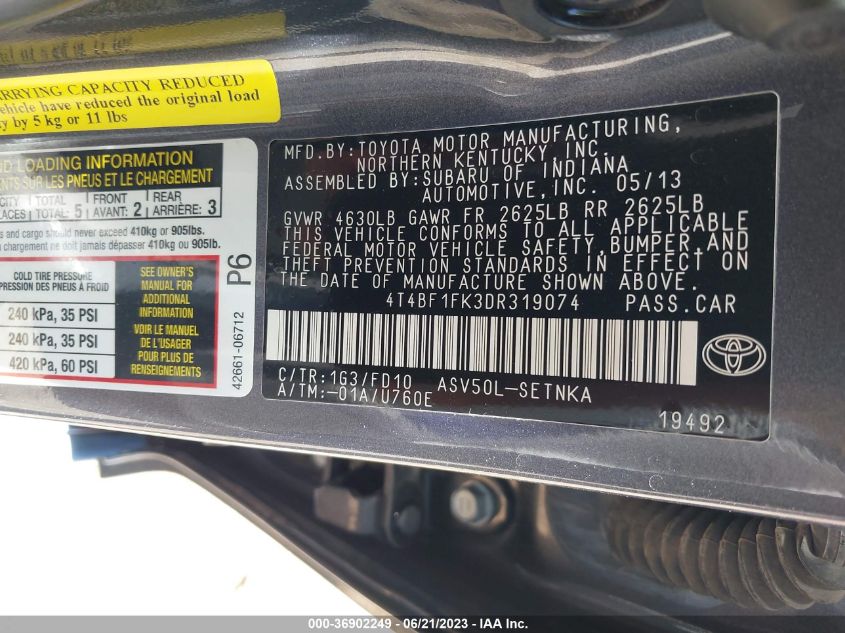 ARRYING CAPACITY REDUCED
ehicle have reduced the original load
by 5 kg or 11 lbs
LOADING INFORMATION
SUR LES PNEUS ET LE CHARGEMENT
TOTAL FRONT REAR
TOTAL: 5 AVANT: 2 ARRIÈRE: 3
s and cargo should never exceed 410kg or 905lbs.
chargement ne doit jamais dépasser 410kg ou 905lb.
COLD TIRE PRESSURE
PRESSION DES PNEUS À FROID
240 kPa, 35 PSI
240 kPa, 35 PSI
420 kPa, 60 PSI
SEE OWNER'S
MANUAL FOR
ADDITIONAL
INFORMATION
VOIR LE MANUEL
DE L'USAGER
POUR PLUS DE
RENSEIGNEMENTS
P6
42661-06712
MFD.BY:TOYOTA MOTOR MANUFACTURING,
NORTHERN KENTUCKY, INC.
ASSEMBLED BY:SUBARU OF INDIANA
AUTOMOTIVE,INC. 05/13
GVWR 4630LB GAWR FR 2625LB RR 2625LB
THIS VEHICLE CONFORMS TO ALL APPLICABLE
FEDERAL MOTOR VEHICLE SAFETY,BUMPER,AND
THEFT PREVENTION STANDARDS IN EFFECT ON
THE DATE OF MANUFACTURE SHOWN ABOVE.
4T4BF1FK3DR319074 PASS.CAR
C/TR:1G3/FD10 ASV50L-SETNKA
A/TM:-01A/U760E
19492
000-36902249 - 06/21/2023 - IAAI.COM